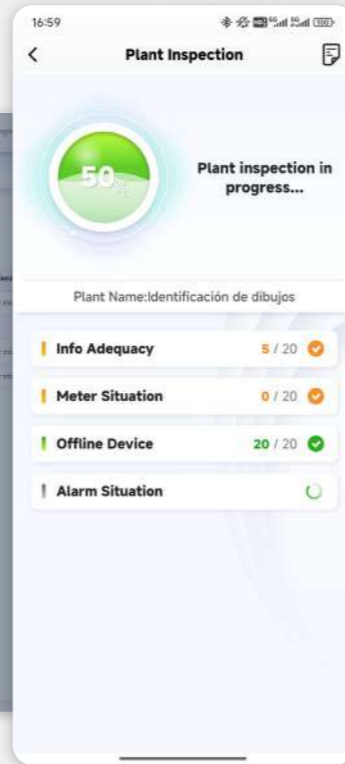 16:59
Plant Inspection
50%
Plant inspection in
progress...
Plant Name:Identificación de dibujos
Info Adequacy 5 / 20
Meter Situation 0 / 20
Offline Device 20 / 20
Alarm Situation